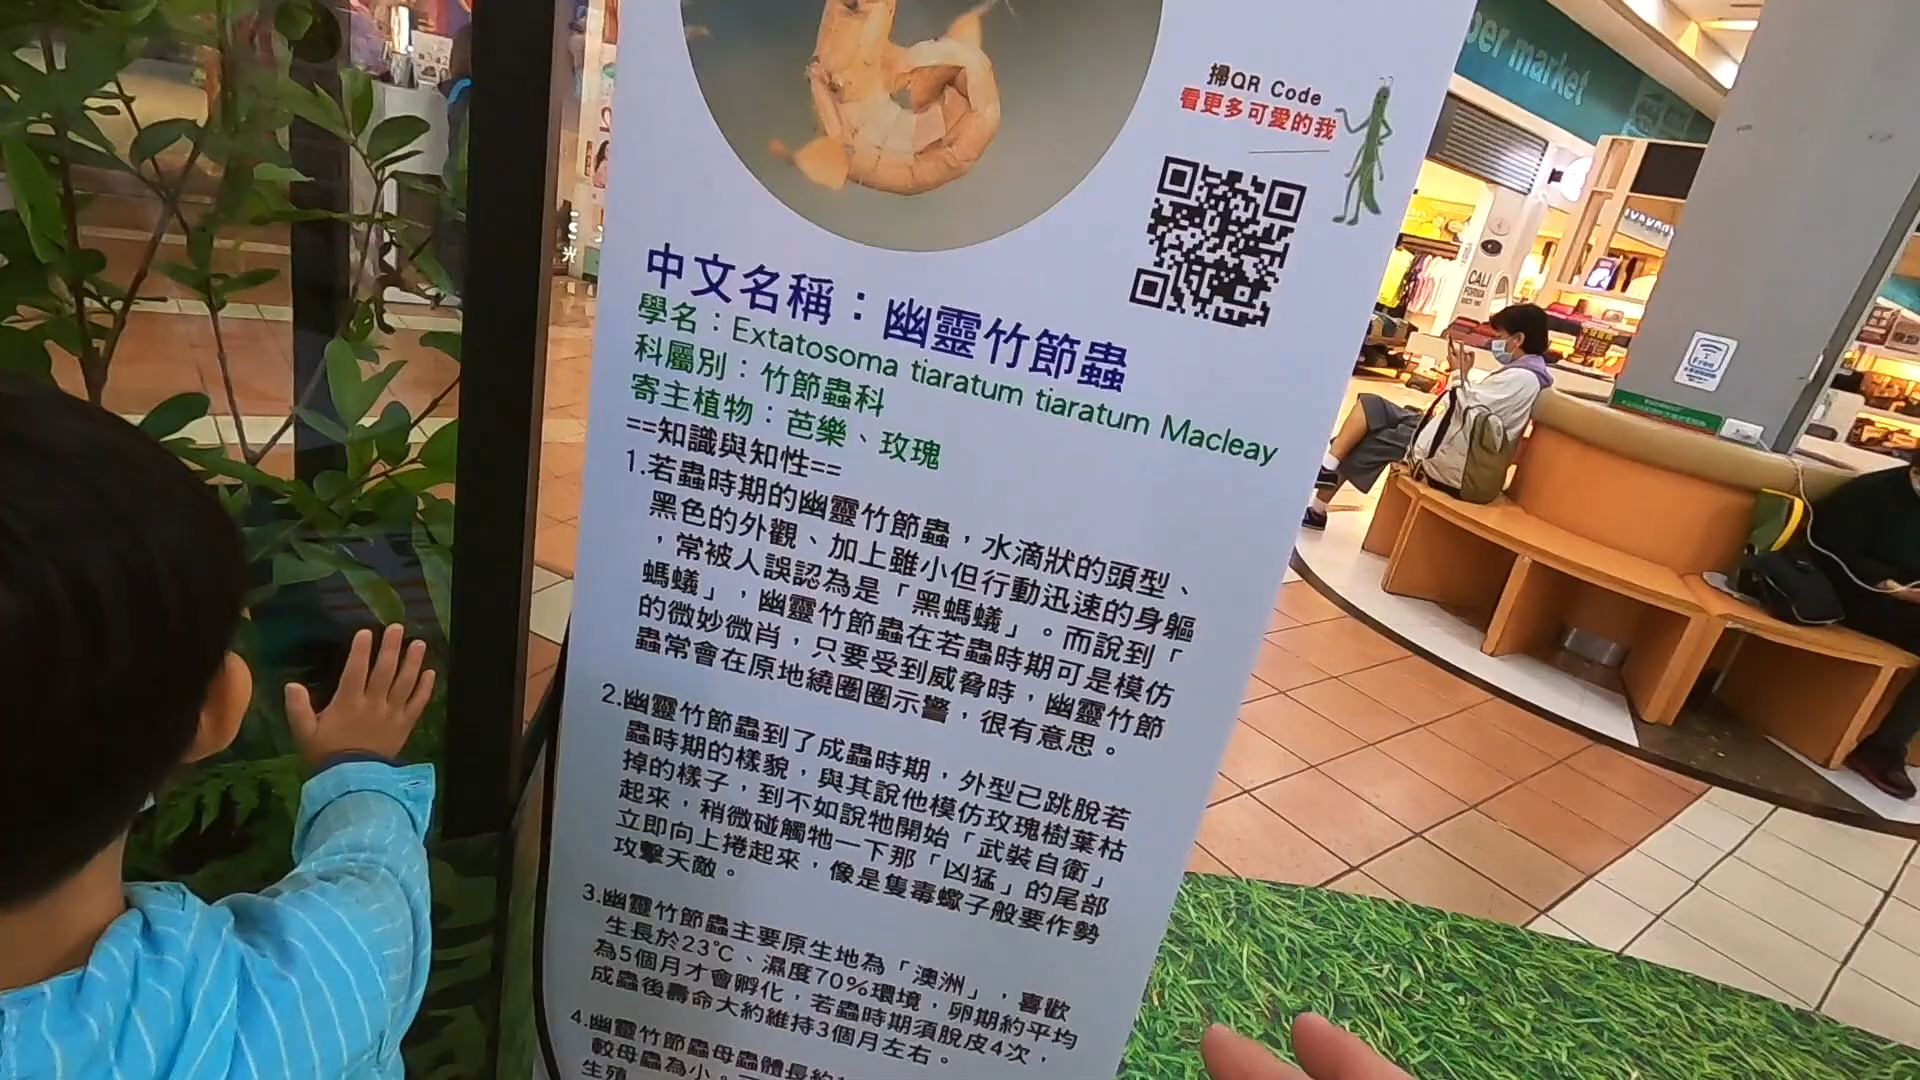 掃QR Code
看更多可愛的我
中文名稱：幽靈竹節蟲
學名：Extatosoma tiaratum tiaratum Macleay
科屬別：竹節蟲科
寄主植物：芭樂、玫瑰
==知識與知性==
1.若蟲時期的幽靈竹節蟲，水滴狀的頭型、
黑色的外觀、加上雖小但行動迅速的身軀
，常被人誤認為是「黑螞蟻」。而說到「
螞蟻」，幽靈竹節蟲在若蟲時期可是模仿
的微妙微肖，只要受到威脅時，幽靈竹節
蟲常會在原地繞圈圈示警，很有意思。
2.幽靈竹節蟲到了成蟲時期，外型已跳脫若
蟲時期的樣貌，與其說他模仿玫瑰樹葉枯
掉的樣子，到不如說牠開始「武裝自衛」
起來，稍微碰觸牠一下那「凶猛」的尾部
立即向上捲起來，像是隻毒蠍子般要作勢
攻擊天敵。
3.幽靈竹節蟲主要原生地為「澳洲」，喜歡
生長於23℃、濕度70%環境，卵期約平均
為5個月才會孵化，若蟲時期須脫皮4次，
成蟲後壽命大約維持3個月左右。
4.幽靈竹節蟲母蟲體長約
較母蟲為小。
生殖
per market
CALI
FORNIA
Free
光